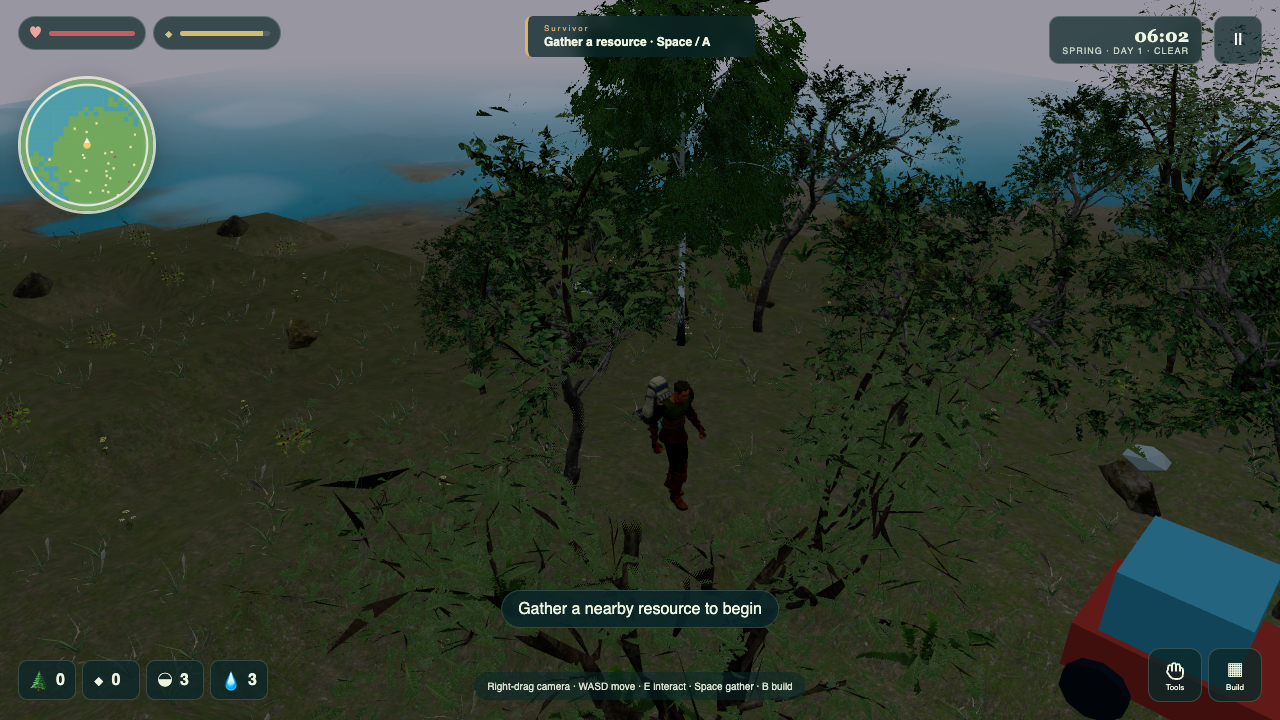 Survivor
Gather a resource · Space / A
06:02
SPRING · DAY 1 · CLEAR
Gather a nearby resource to begin
0
0
3
3
Right-drag camera · WASD move · E interact · Space gather · B build
Tools
Build